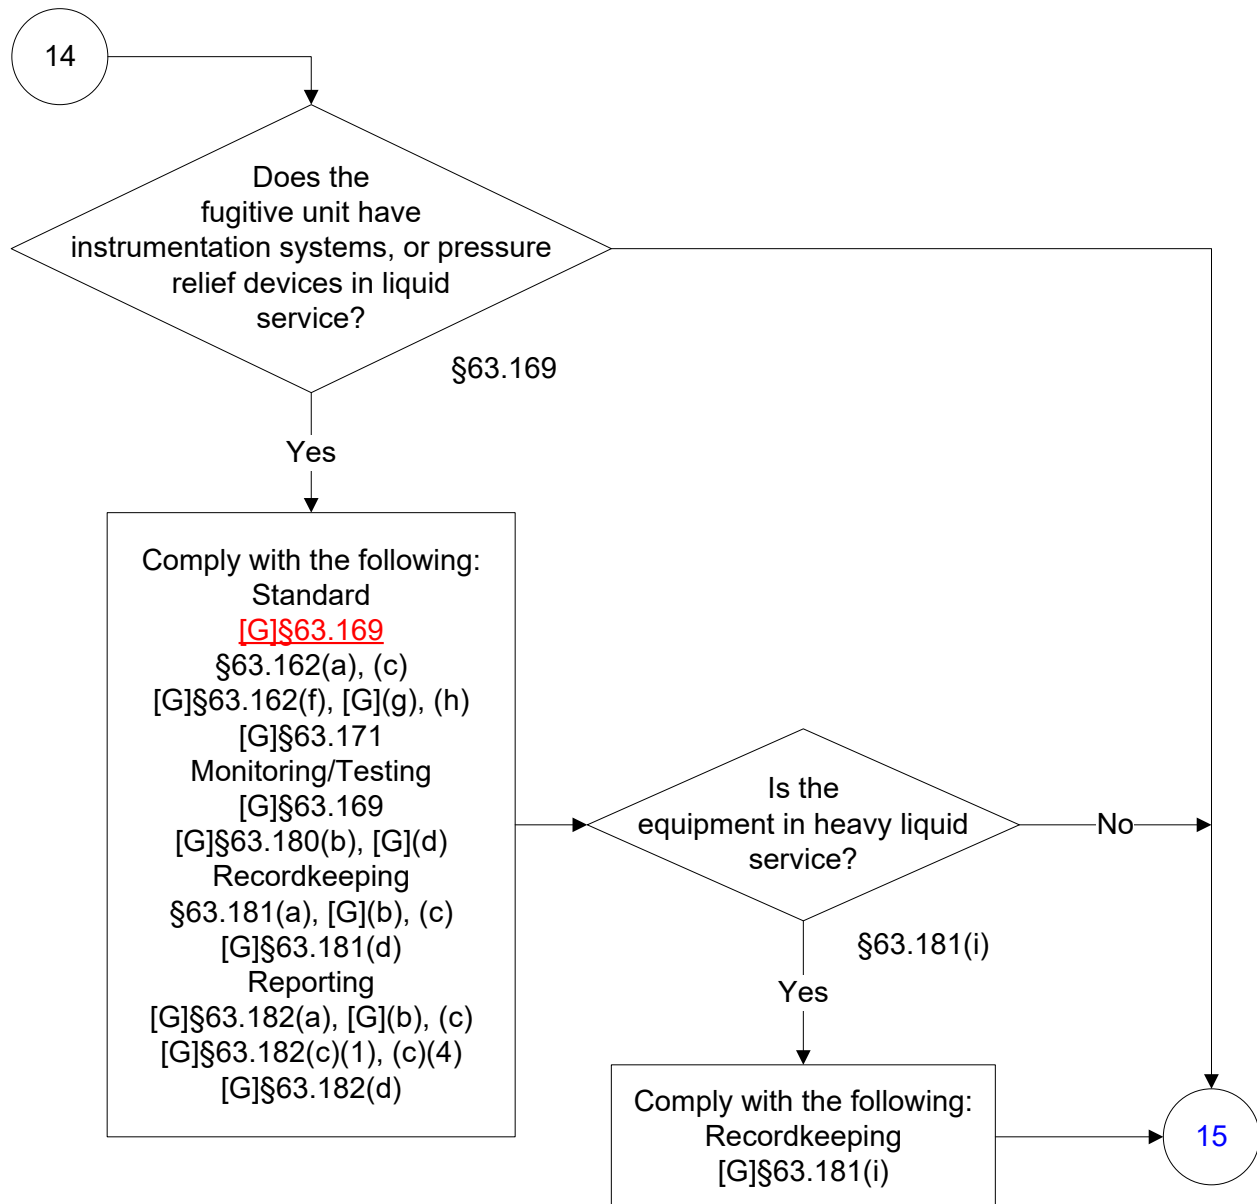 14
Does the
fugitive unit have
instrumentation systems, or pressure
relief devices in liquid
service?
§63.169
Yes
Comply with the following:
Standard
[G]§63.169
§63.162(a), (c)
[G]§63.162(f), [G](g), (h)
[G]§63.171
Monitoring/Testing
[G]§63.169
[G]§63.180(b), [G](d)
Recordkeeping
§63.181(a), [G](b), (c)
[G]§63.181(d)
Reporting
[G]§63.182(a), [G](b), (c)
[G]§63.182(c)(1), (c)(4)
[G]§63.182(d)
Is the
equipment in heavy liquid
service?
No
§63.181(i)
Yes
Comply with the following:
Recordkeeping
[G]§63.181(i)
15